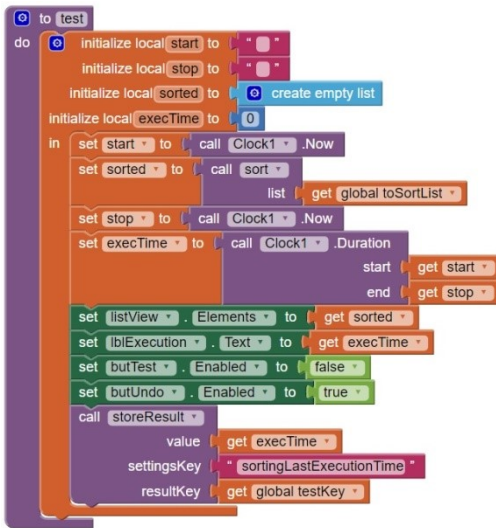 to test
do initialize local start to " "
initialize local stop to " "
initialize local sorted to create empty list
initialize local execTime to 0
in set start to call Clock1 .Now
set sorted to call sort
list get global toSortList
set stop to call Clock1 .Now
set execTime to call Clock1 .Duration
start get start
end get stop
set listView . Elements to get sorted
set lblExecution . Text to get execTime
set butTest . Enabled to false
set butUndo . Enabled to true
call storeResult
value get execTime
settingsKey " sortingLastExecutionTime "
resultKey get global testKey